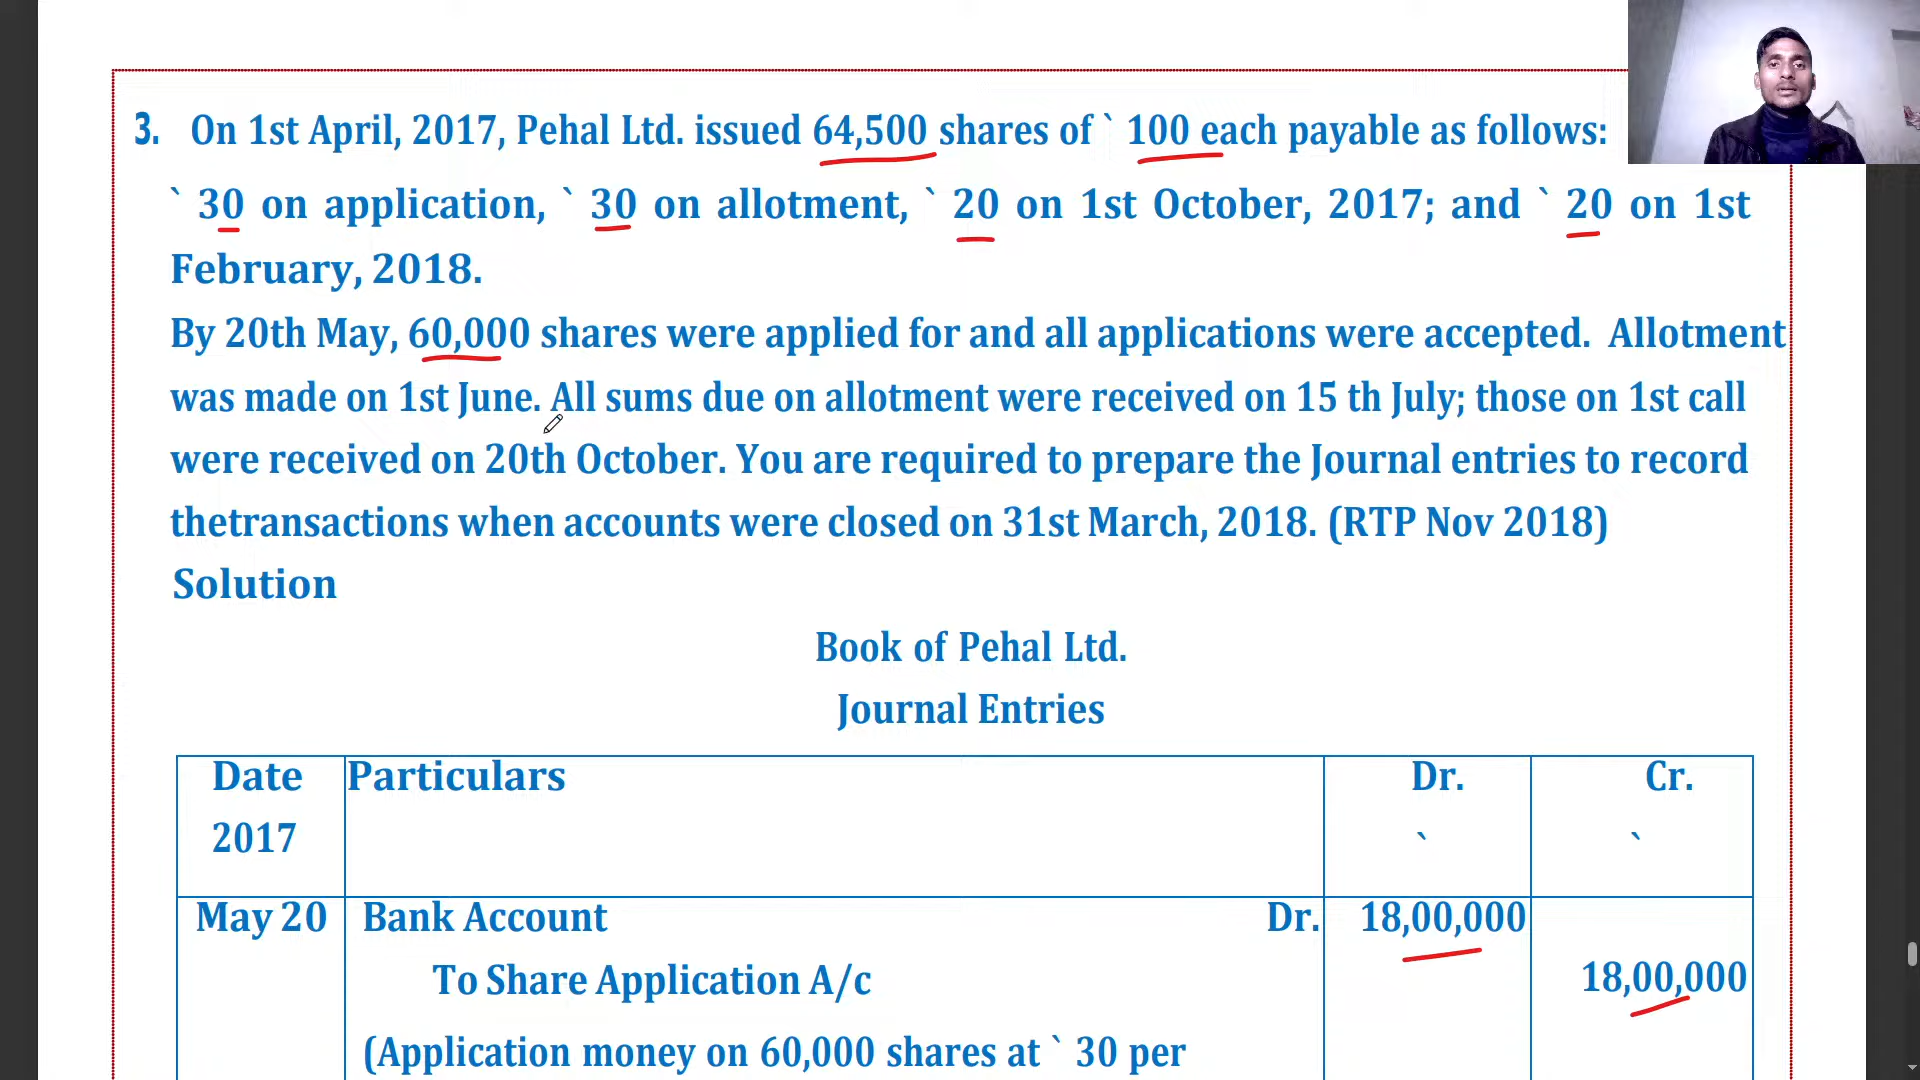 3. On 1st April, 2017, Pehal Ltd. issued 64,500 shares of ` 100 each payable as follows:
` 30 on application, ` 30 on allotment, ` 20 on 1st October, 2017; and ` 20 on 1st
February, 2018.
By 20th May, 60,000 shares were applied for and all applications were accepted. Allotment
was made on 1st June. All sums due on allotment were received on 15 th July; those on 1st call
were received on 20th October. You are required to prepare the Journal entries to record
thetransactions when accounts were closed on 31st March, 2018. (RTP Nov 2018)
Solution
Book of Pehal Ltd.
Journal Entries
Date Particulars Dr. Cr.
2017 ` `
May 20 Bank Account Dr. 18,00,000
To Share Application A/c 18,00,000
(Application money on 60,000 shares at ` 30 per